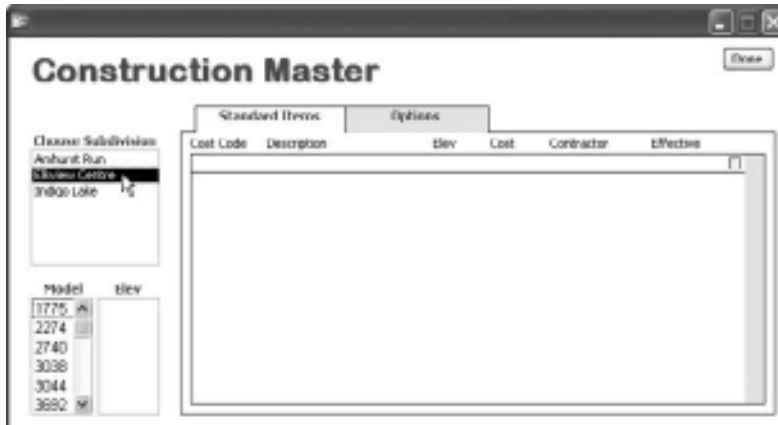 Construction Master
Done
Standard Items
Options
Choose Subdivision
Amhurst Run
Centre
Indigo Lake
Cost Code Description Elev Cost Contractor Effective
Model Elev
1775
2274
2740
3038
3044
3692